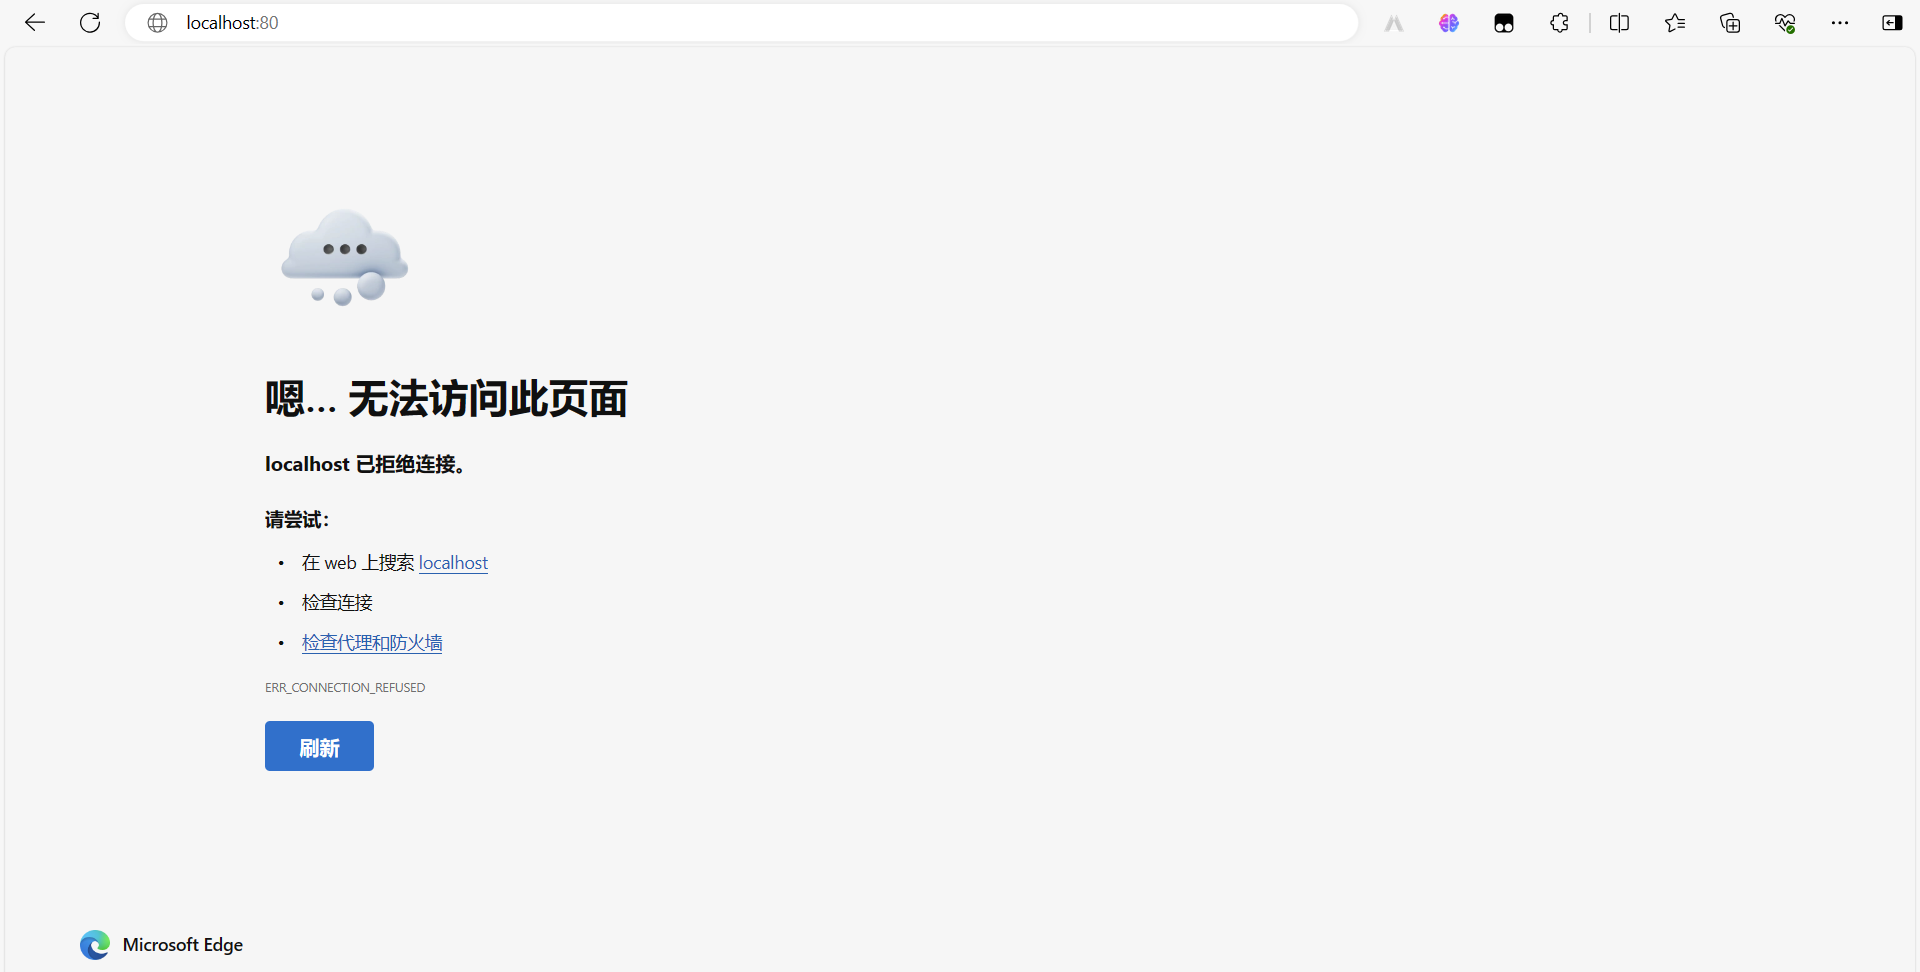 localhost:80
嗯… 无法访问此页面
localhost 已拒绝连接。
请尝试：
• 在 web 上搜索 localhost
• 检查连接
• 检查代理和防火墙
ERR_CONNECTION_REFUSED
刷新
Microsoft Edge